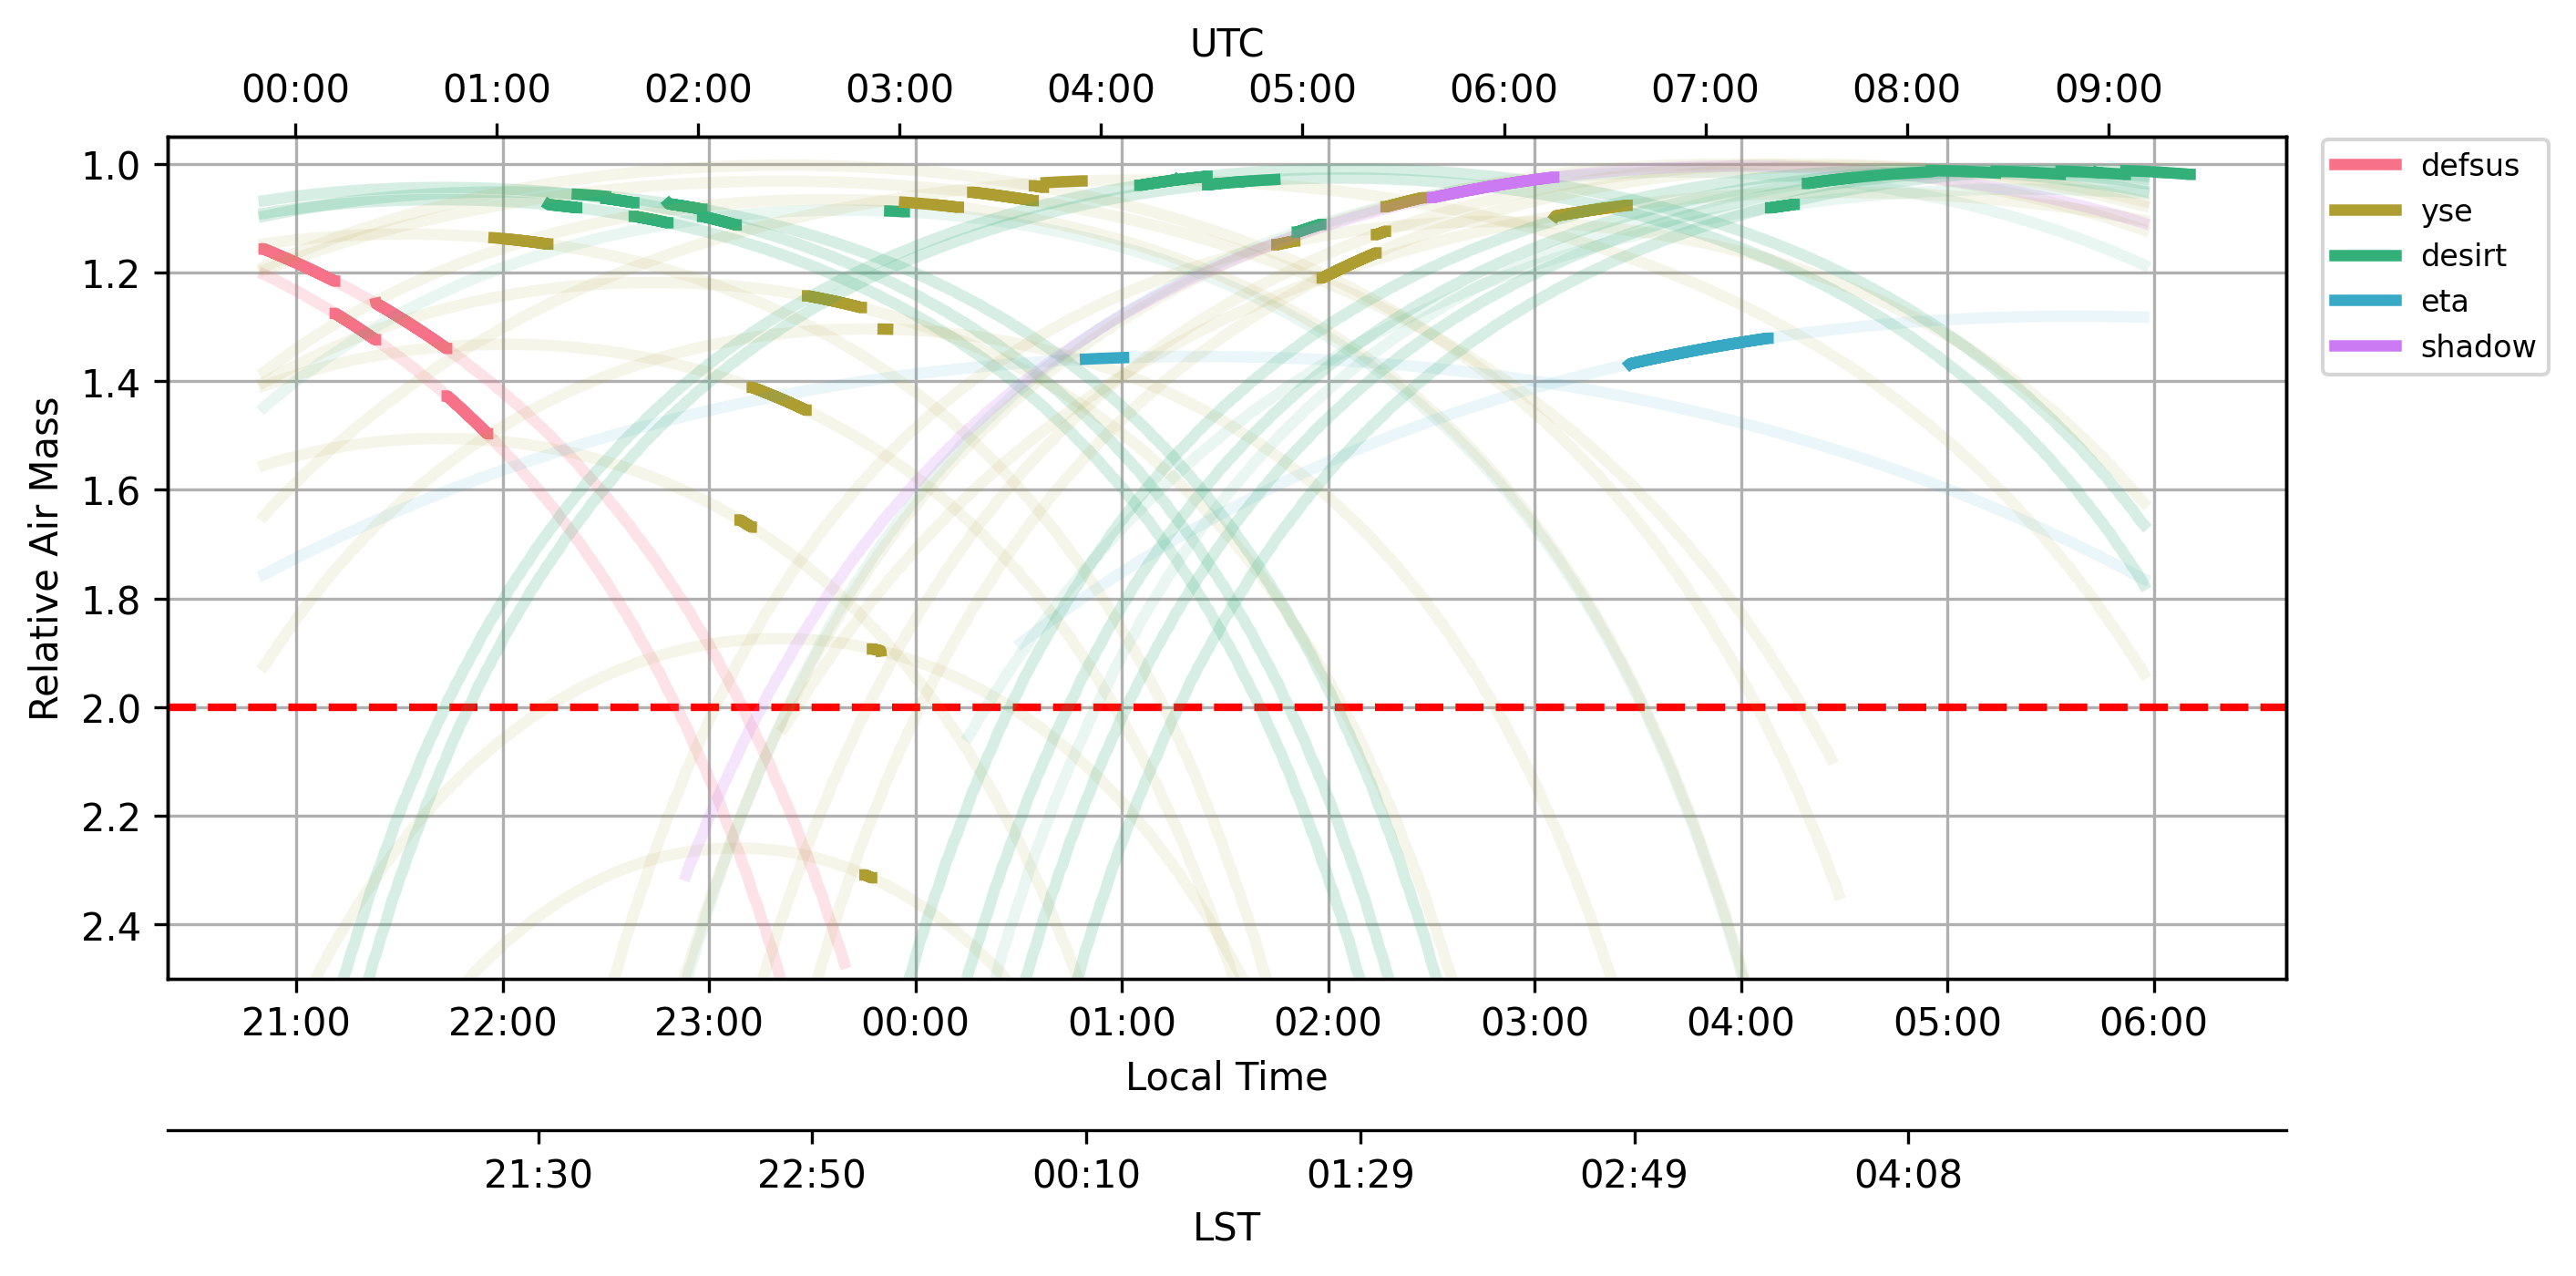 UTC
00:00 01:00 02:00 03:00 04:00 05:00 06:00 07:00 08:00 09:00
Relative Air Mass
1.0
1.2
1.4
1.6
1.8
2.0
2.2
2.4
defsus
yse
desirt
eta
shadow
21:00 22:00 23:00 00:00 01:00 02:00 03:00 04:00 05:00 06:00
Local Time
21:30 22:50 00:10 01:29 02:49 04:08
LST